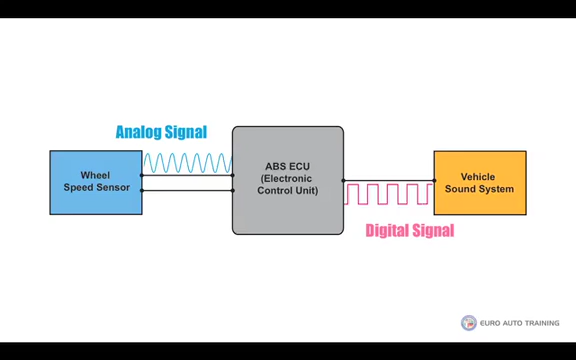 Analog Signal
Wheel
Speed Sensor
ABS ECU
(Electronic
Control Unit)
Vehicle
Sound System
Digital Signal
EURO AUTO TRAINING